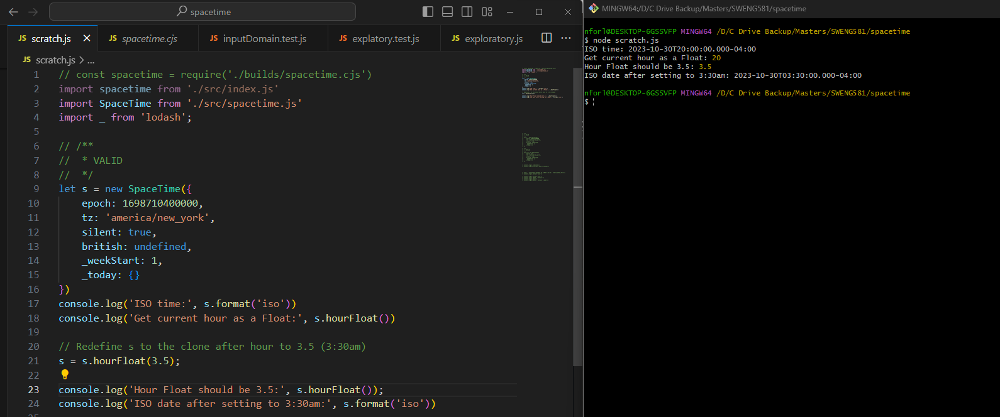 spacetime
JS scratch.js
JS spacetime.cjs
JS inputDomain.test.js
JS explatory.test.js
JS exploratory.js
JS scratch.js > ...
1 // const spacetime = require('./builds/spacetime.cjs')
2 import spacetime from './src/index.js'
3 import SpaceTime from './src/spacetime.js'
4 import _ from 'lodash';
5
6 // /**
7 //  * VALID
8 //  */
9 let s = new SpaceTime({
10     epoch: 1698710400000,
11     tz: 'america/new_york',
12     silent: true,
13     british: undefined,
14     _weekStart: 1,
15     _today: {}
16 })
17 console.log('ISO time:', s.format('iso'))
18 console.log('Get current hour as a Float:', s.hourFloat())
19
20 // Redefine s to the clone after hour to 3.5 (3:30am)
21 s = s.hourFloat(3.5);
22
23 console.log('Hour Float should be 3.5:', s.hourFloat());
24 console.log('ISO date after setting to 3:30am:', s.format('iso'))
MINGW64:/D/C Drive Backup/Masters/SWENG581/spacetime
nforl@DESKTOP-6GSSVFP MINGW64 /D/C Drive Backup/Masters/SWENG581/spacetime
$ node scratch.js
ISO time: 2023-10-30T20:00:00.000-04:00
Get current hour as a Float: 20
Hour Float should be 3.5: 3.5
ISO date after setting to 3:30am: 2023-10-30T03:30:00.000-04:00
nforl@DESKTOP-6GSSVFP MINGW64 /D/C Drive Backup/Masters/SWENG581/spacetime
$